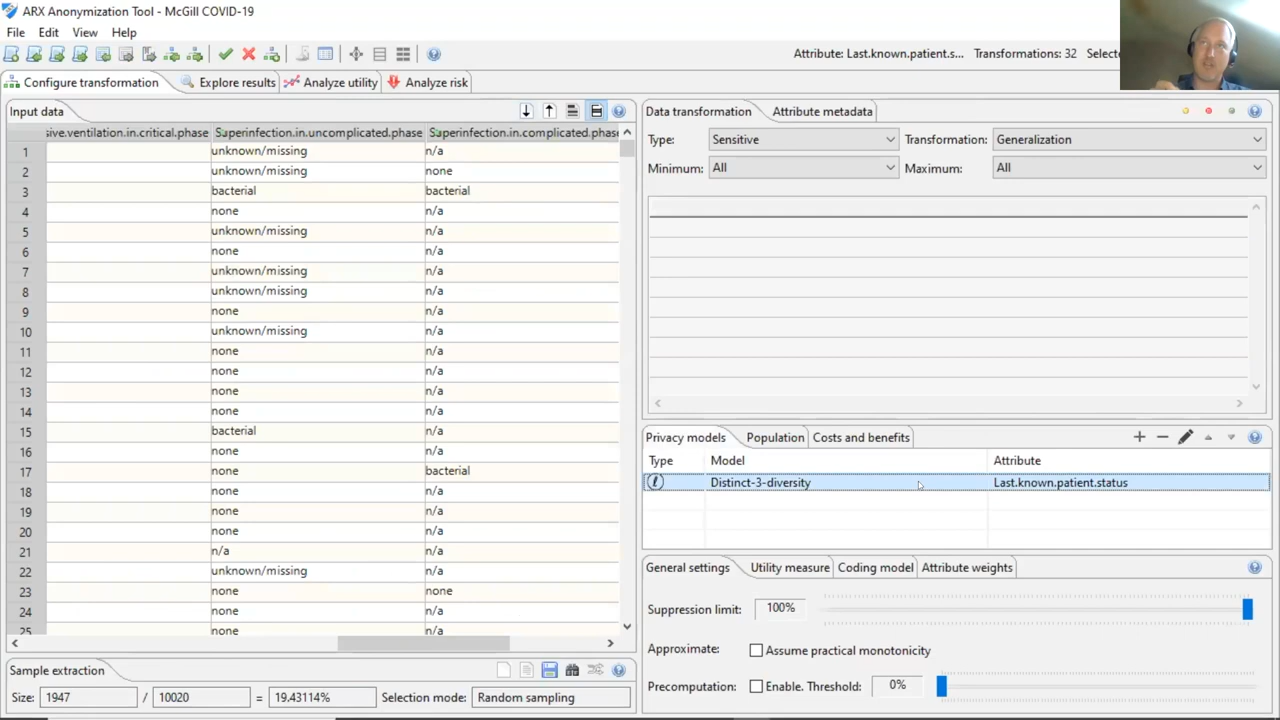 ARX Anonymization Tool - McGill COVID-19
File Edit View Help
Attribute: Last.known.patient.s... Transformations: 32
Configure transformation Explore results Analyze utility Analyze risk
Input data
sive.ventilation.in.critical.phase Superinfection.in.uncomplicated.phase Superinfection.in.complicated.phase
1 unknown/missing n/a
2 unknown/missing none
3 bacterial bacterial
4 none n/a
5 unknown/missing n/a
6 none n/a
7 unknown/missing n/a
8 unknown/missing n/a
9 none n/a
10 unknown/missing n/a
11 none n/a
12 none n/a
13 none n/a
14 none n/a
15 bacterial n/a
16 none n/a
17 none bacterial
18 none n/a
19 none n/a
20 none n/a
21 n/a n/a
22 unknown/missing n/a
23 none none
24 none n/a
25 none n/a
Sample extraction
Size: 1947 / 10020 = 19.43114% Selection mode: Random sampling
Data transformation Attribute metadata
Type: Sensitive Transformation: Generalization
Minimum: All Maximum: All
Privacy models Population Costs and benefits
Type Model Attribute
Distinct-3-diversity Last.known.patient.status
General settings Utility measure Coding model Attribute weights
Suppression limit: 100%
Approximate: Assume practical monotonicity
Precomputation: Enable. Threshold: 0%